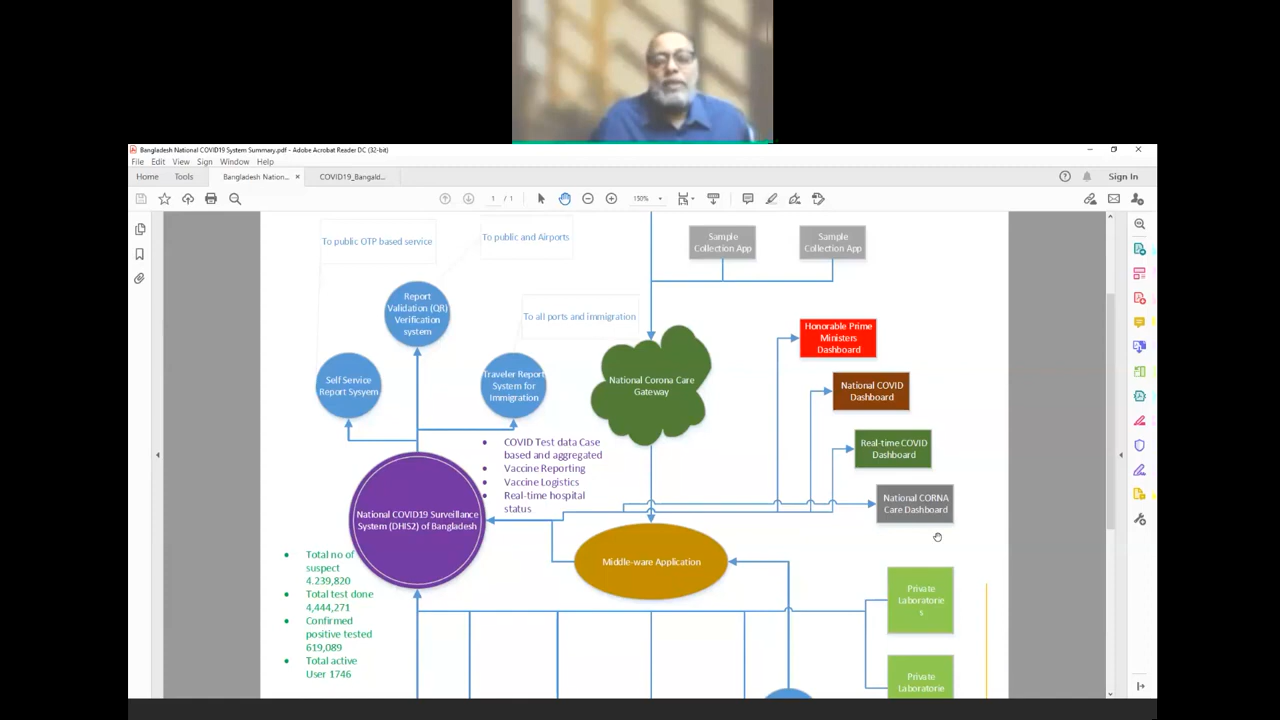 Bangladesh National COVID19 System Summary.pdf - Adobe Acrobat Reader DC (32-bit)
File Edit View Sign Window Help
Home Tools Bangladesh Nation... × COVID19_Bangald... Sign In
1 / 1 150%
To public OTP based service
To public and Airports
Sample
Collection App
Sample
Collection App
Report
Validation (QR)
Verification
system
To all ports and immigration
Honorable Prime
Ministers
Dashboard
Self Service
Report Sysyem
Traveler Report
System for
Immigration
National Corona Care
Gateway
National COVID
Dashboard
Real-time COVID
Dashboard
• COVID Test data Case
based and aggregated
• Vaccine Reporting
• Vaccine Logistics
• Real-time hospital
status
National CORNA
Care Dashboard
National COVID19 Surveillance
System (DHIS2) of Bangladesh
Middle-ware Application
• Total no of
suspect
4.239,820
• Total test done
4,444,271
• Confirmed
positive tested
619,089
• Total active
User 1746
Private
Laboratorie
s
Private
Laboratorie